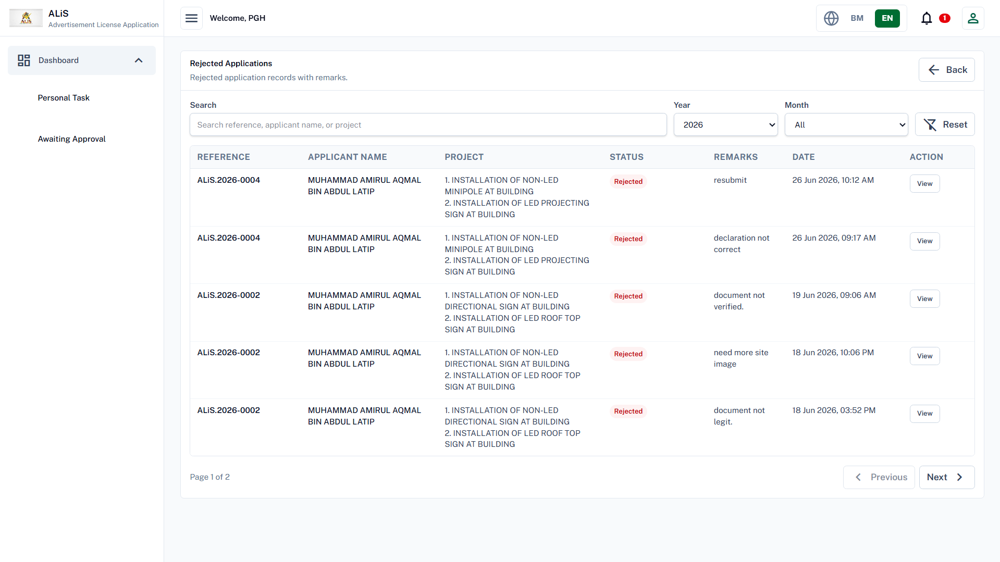 ALiS
ALiS
Advertisement License Application
Welcome, PGH
BM
EN
1
Dashboard
Personal Task
Awaiting Approval
Rejected Applications
Rejected application records with remarks.
Back
Search
Year
Month
Search reference, applicant name, or project
2026
All
Reset
REFERENCE APPLICANT NAME PROJECT STATUS REMARKS DATE ACTION
ALiS.2026-0004
MUHAMMAD AMIRUL AQMAL
BIN ABDUL LATIP
1. INSTALLATION OF NON-LED
MINIPOLE AT BUILDING
2. INSTALLATION OF LED PROJECTING
SIGN AT BUILDING
Rejected
resubmit
26 Jun 2026, 10:12 AM
View
ALiS.2026-0004
MUHAMMAD AMIRUL AQMAL
BIN ABDUL LATIP
1. INSTALLATION OF NON-LED
MINIPOLE AT BUILDING
2. INSTALLATION OF LED PROJECTING
SIGN AT BUILDING
Rejected
declaration not
correct
26 Jun 2026, 09:17 AM
View
ALiS.2026-0002
MUHAMMAD AMIRUL AQMAL
BIN ABDUL LATIP
1. INSTALLATION OF NON-LED
DIRECTIONAL SIGN AT BUILDING
2. INSTALLATION OF LED ROOF TOP
SIGN AT BUILDING
Rejected
document not
verified.
19 Jun 2026, 09:06 AM
View
ALiS.2026-0002
MUHAMMAD AMIRUL AQMAL
BIN ABDUL LATIP
1. INSTALLATION OF NON-LED
DIRECTIONAL SIGN AT BUILDING
2. INSTALLATION OF LED ROOF TOP
SIGN AT BUILDING
Rejected
need more site
image
18 Jun 2026, 10:06 PM
View
ALiS.2026-0002
MUHAMMAD AMIRUL AQMAL
BIN ABDUL LATIP
1. INSTALLATION OF NON-LED
DIRECTIONAL SIGN AT BUILDING
2. INSTALLATION OF LED ROOF TOP
SIGN AT BUILDING
Rejected
document not
legit.
18 Jun 2026, 03:52 PM
View
Page 1 of 2
Previous
Next